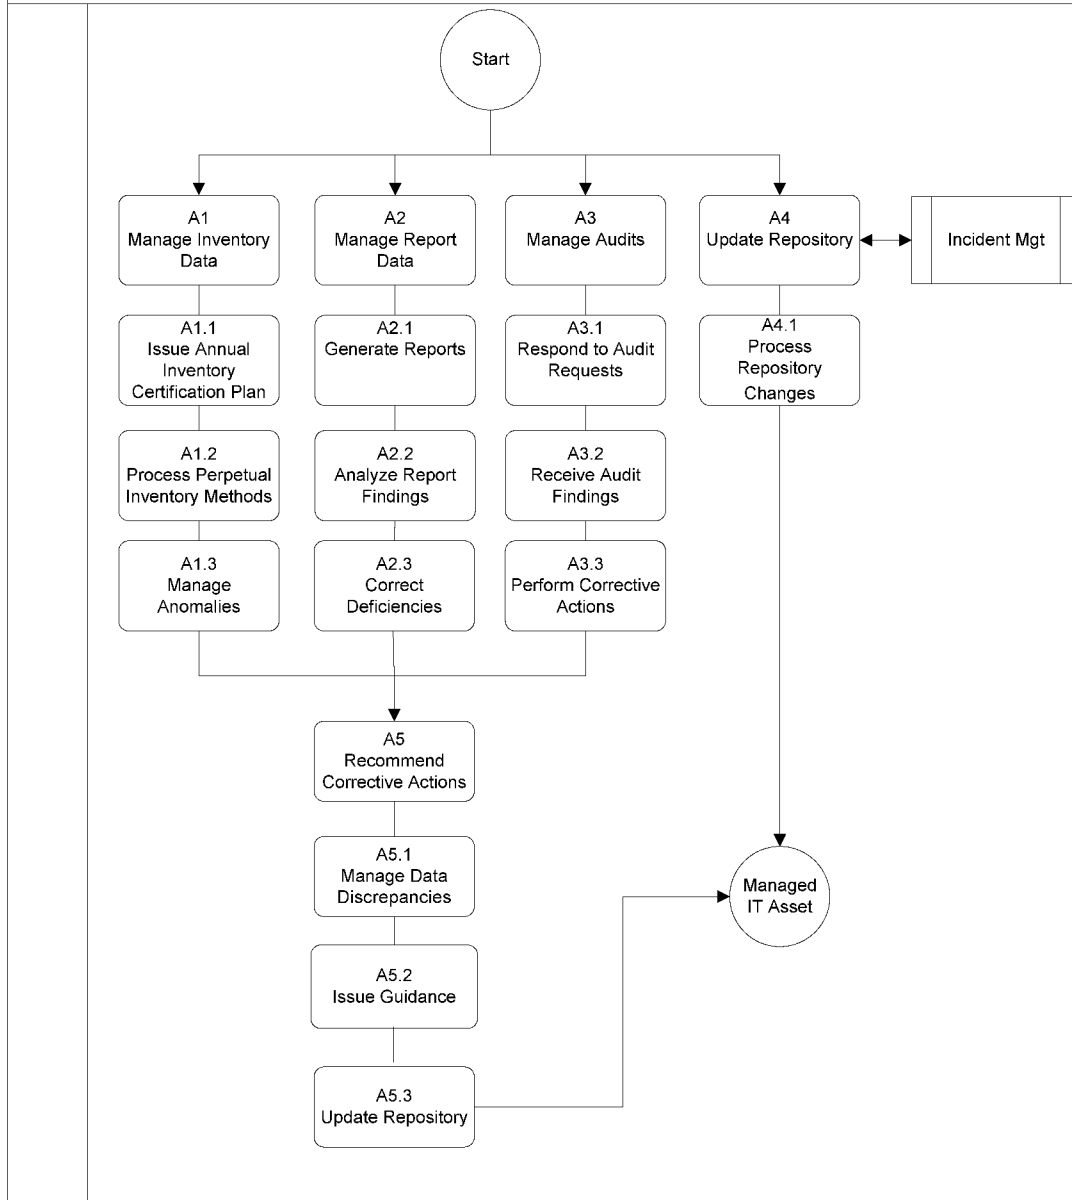 Start
A1
Manage Inventory
Data
A2
Manage Report
Data
A3
Manage Audits
A4
Update Repository
Incident Mgt
A1.1
Issue Annual
Inventory
Certification Plan
A2.1
Generate Reports
A3.1
Respond to Audit
Requests
A4.1
Process
Repository
Changes
A1.2
Process Perpetual
Inventory Methods
A2.2
Analyze Report
Findings
A3.2
Receive Audit
Findings
A1.3
Manage
Anomalies
A2.3
Correct
Deficiencies
A3.3
Perform Corrective
Actions
A5
Recommend
Corrective Actions
A5.1
Manage Data
Discrepancies
Managed
IT Asset
A5.2
Issue Guidance
A5.3
Update Repository